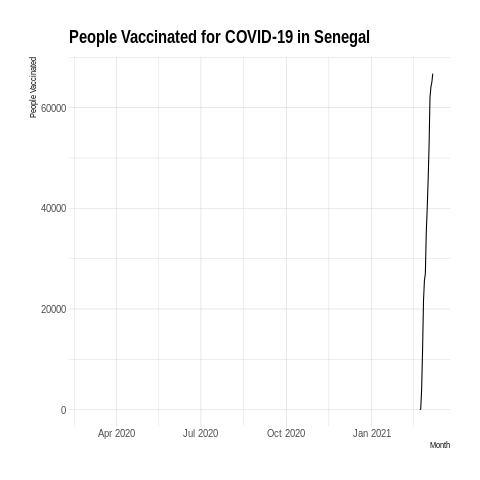 People Vaccinated for COVID-19 in Senegal
People Vaccinated
60000
40000
20000
0
Apr 2020 Jul 2020 Oct 2020 Jan 2021
Month